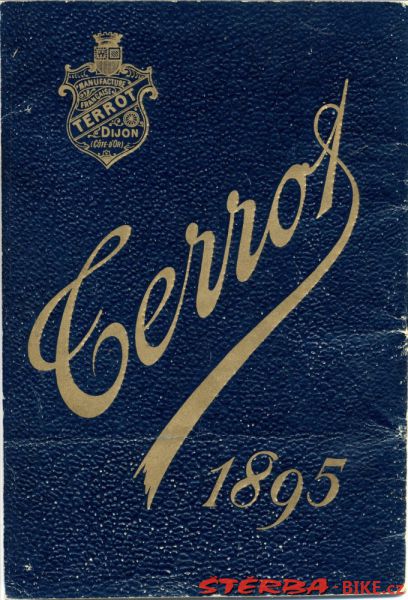 MANUFACTURE
FRANÇAISE
TERROT
DIJON
(CÔTE-D'OR)
Terrot
1895
STERBA-BIKE.cz